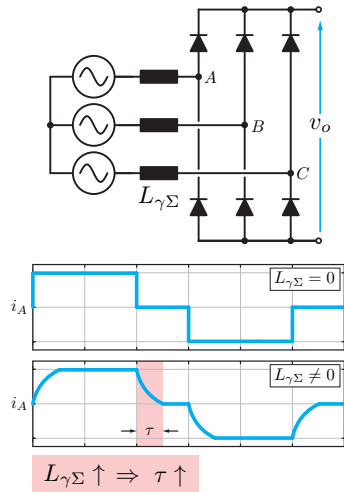 A
B
v_o
C
L_{γΣ}
L_{γΣ} = 0
i_A
L_{γΣ} ≠ 0
i_A
τ
L_{γΣ} ↑ ⇒ τ ↑